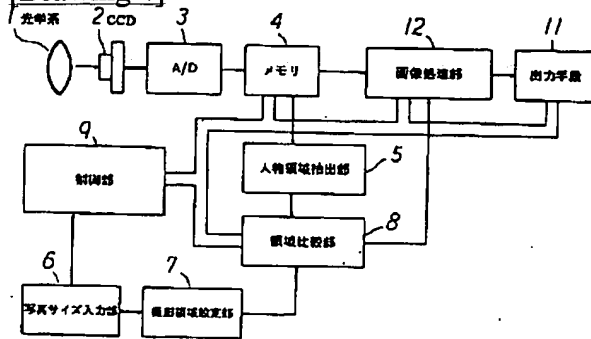 1 光学系
2 CCD
3
A/D
4
メモリ
12
画像処理部
11
出力手段
9
制御部
人物領域抽出部
5
領域比較部
8
6
写真サイズ入力部
7
撮影領域設定部